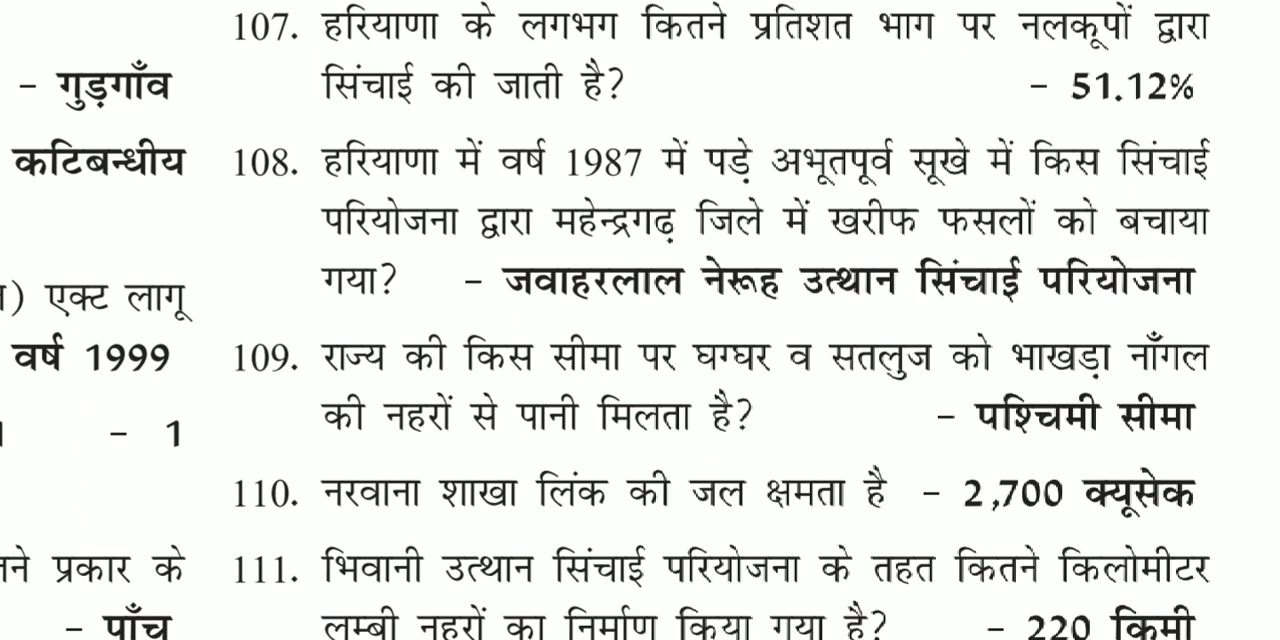 - गुड़गाँव
कटिबन्धीय
) एक्ट लागू
वर्ष 1999
- 1
प्रकार के
- पाँच
107. हरियाणा के लगभग कितने प्रतिशत भाग पर नलकूपों द्वारा
सिंचाई की जाती है? - 51.12%
108. हरियाणा में वर्ष 1987 में पड़े अभूतपूर्व सूखे में किस सिंचाई
परियोजना द्वारा महेन्द्रगढ़ जिले में खरीफ फसलों को बचाया
गया? - जवाहरलाल नेरूह उत्थान सिंचाई परियोजना
109. राज्य की किस सीमा पर घग्घर व सतलुज को भाखड़ा नाँगल
की नहरों से पानी मिलता है? - पश्चिमी सीमा
110. नरवाना शाखा लिंक की जल क्षमता है - 2,700 क्यूसेक
111. भिवानी उत्थान सिंचाई परियोजना के तहत कितने किलोमीटर
लम्बी नहरों का निर्माण किया गया है? - 220 किमी